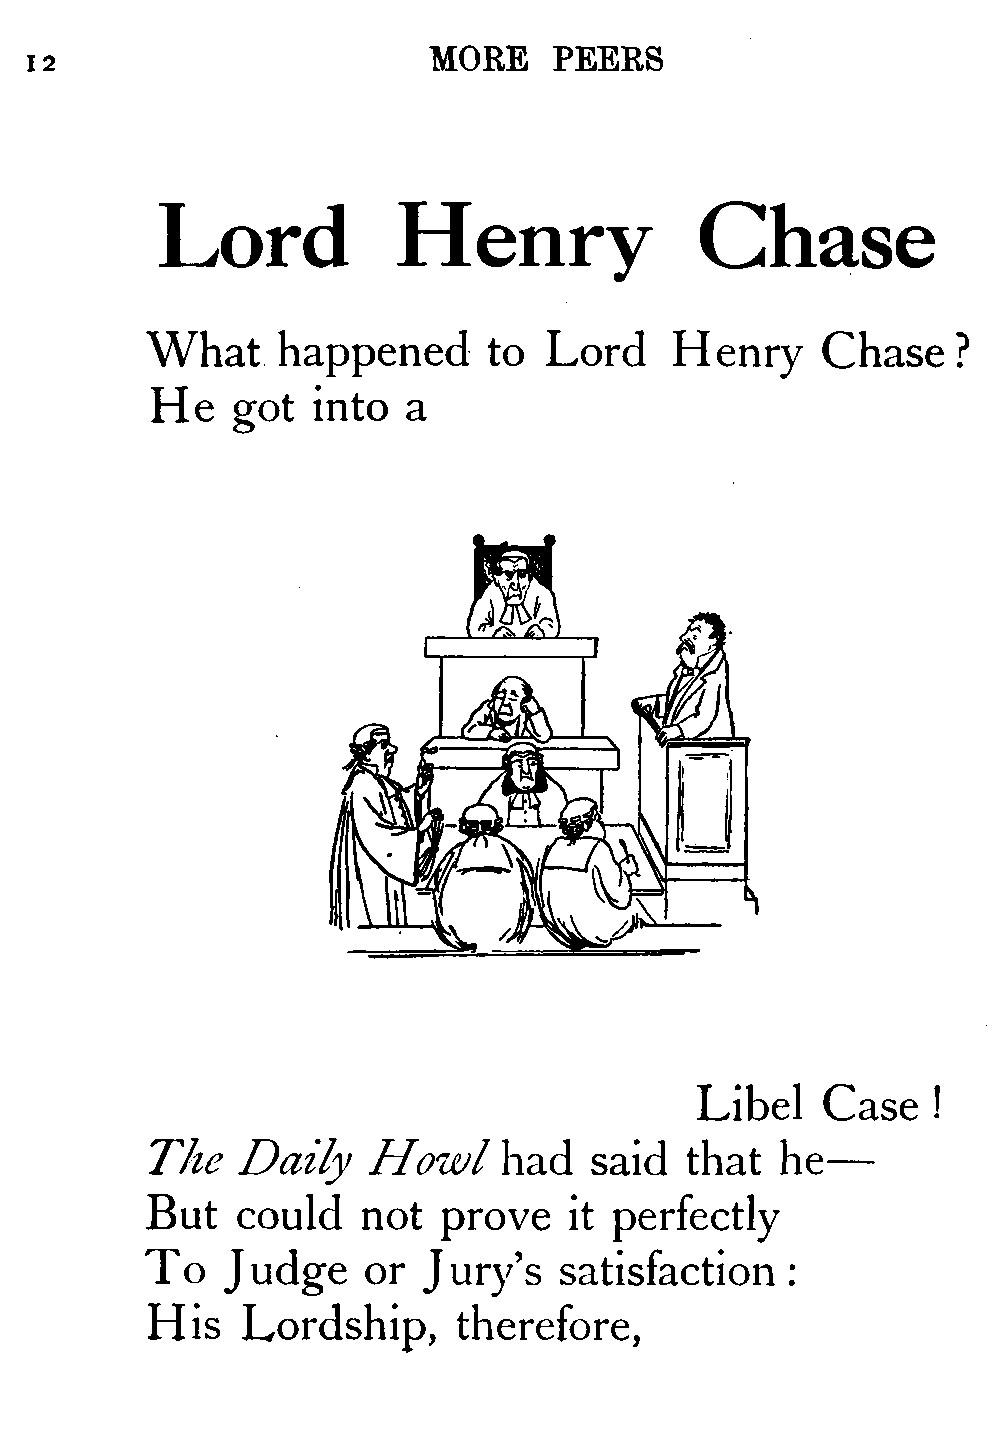 12 MORE PEERS
Lord Henry Chase
What happened to Lord Henry Chase?
He got into a
Libel Case!
The Daily Howl had said that he—
But could not prove it perfectly
To Judge or Jury's satisfaction:
His Lordship, therefore,